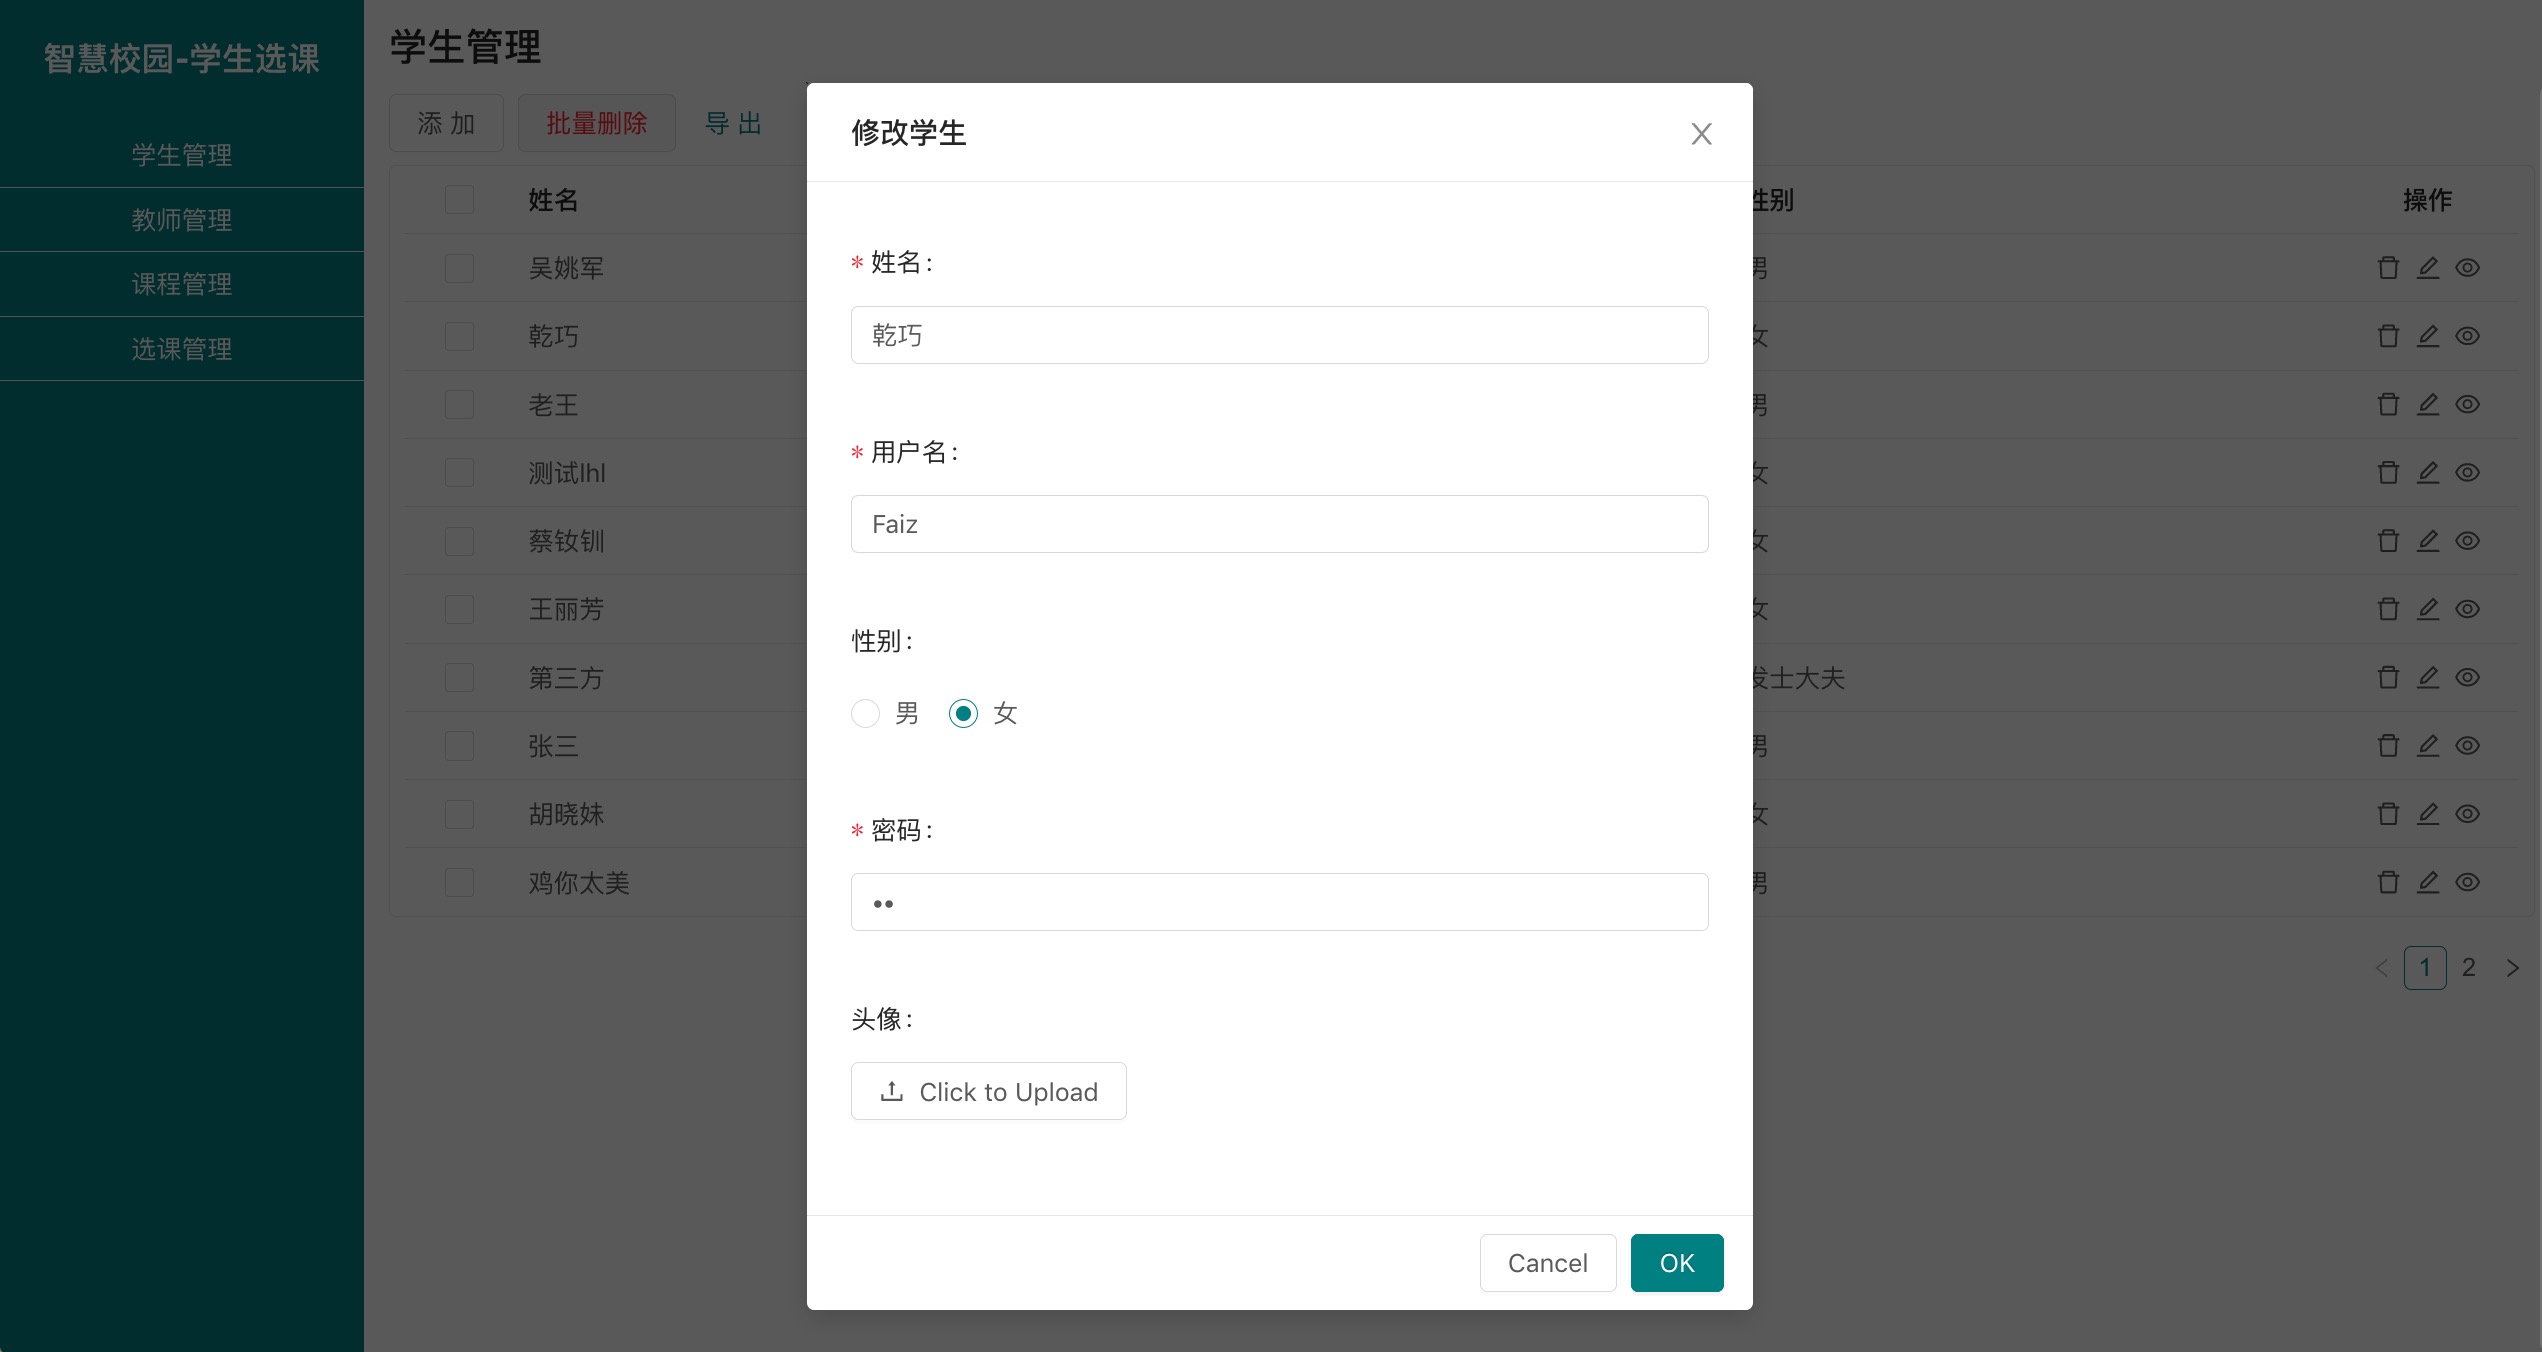 智慧校园-学生选课
学生管理
教师管理
课程管理
选课管理
学生管理
添 加 批量删除 导 出
姓名 性别 操作
吴姚军 男
乾巧 女
老王 男
测试lhl 女
蔡钕钏 女
王丽芳 女
第三方 发士大夫
张三 男
胡晓妹 女
鸡你太美 男
1 2
修改学生
* 姓名:
乾巧
* 用户名:
Faiz
性别:
男 女
* 密码:
••
头像:
Click to Upload
Cancel OK